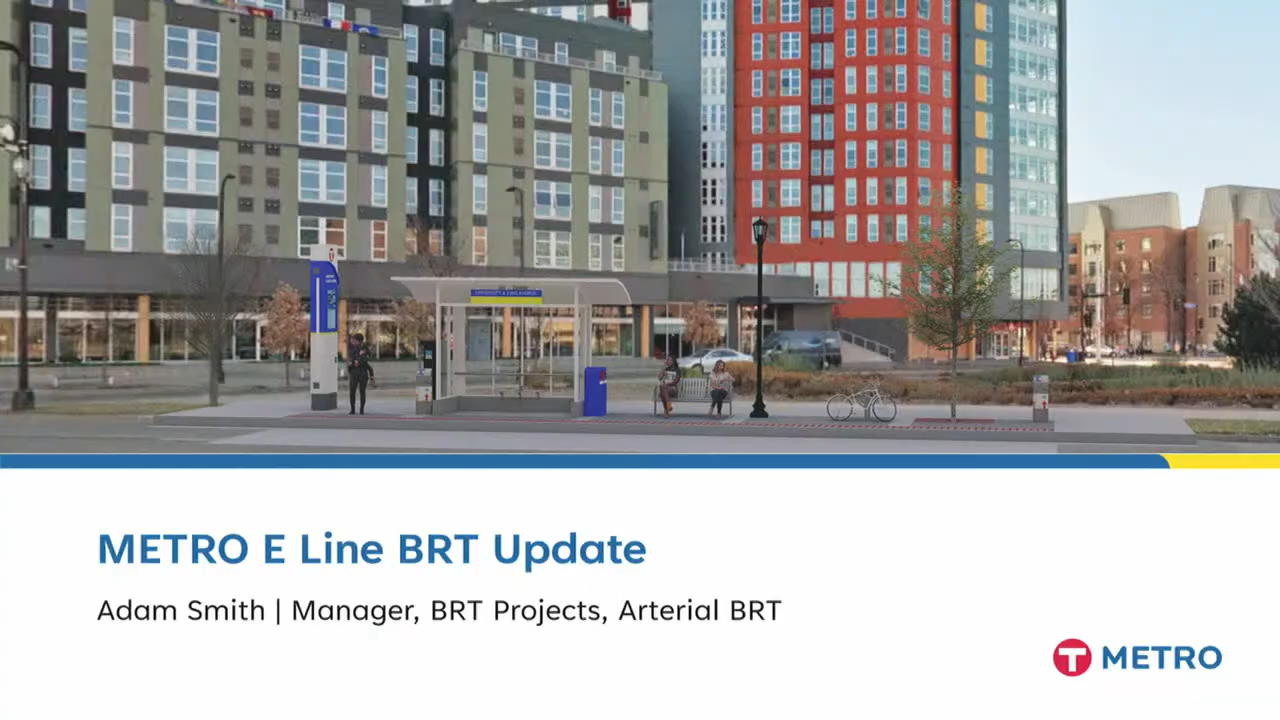 METRO E Line BRT Update
Adam Smith | Manager, BRT Projects, Arterial BRT
T METRO